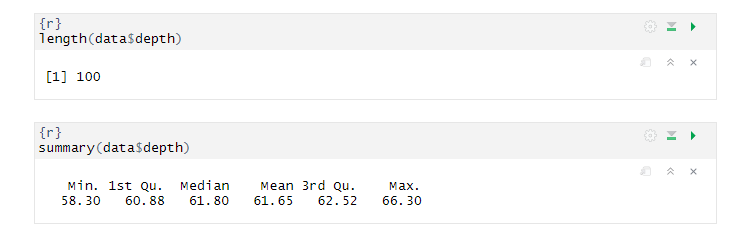 {r}
length(data$depth)
[1] 100
{r}
summary(data$depth)
Min. 1st Qu. Median Mean 3rd Qu. Max.
58.30 60.88 61.80 61.65 62.52 66.30